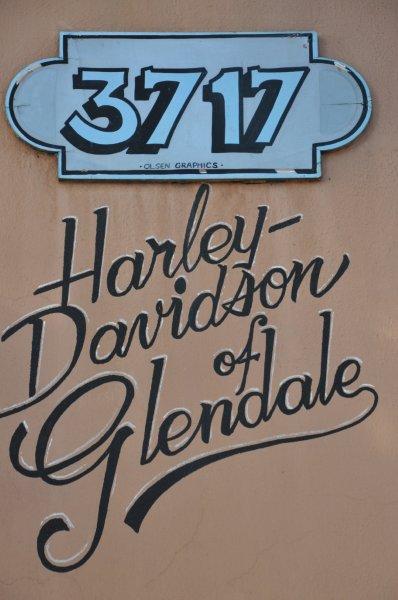 3717
• OLSEN GRAPHICS •
Harley-
Davidson
of
Glendale